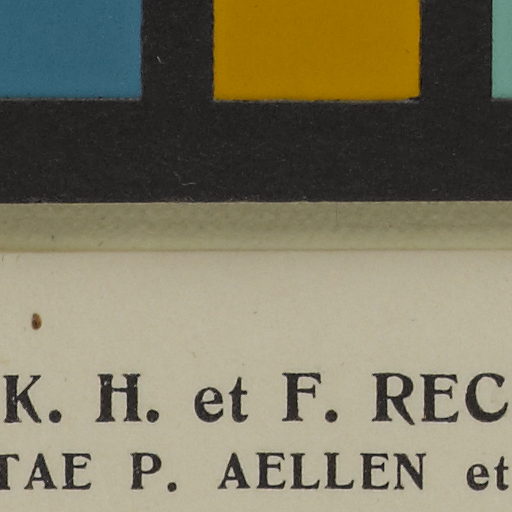 K. H. et F. REC
TAE P. AELLEN et